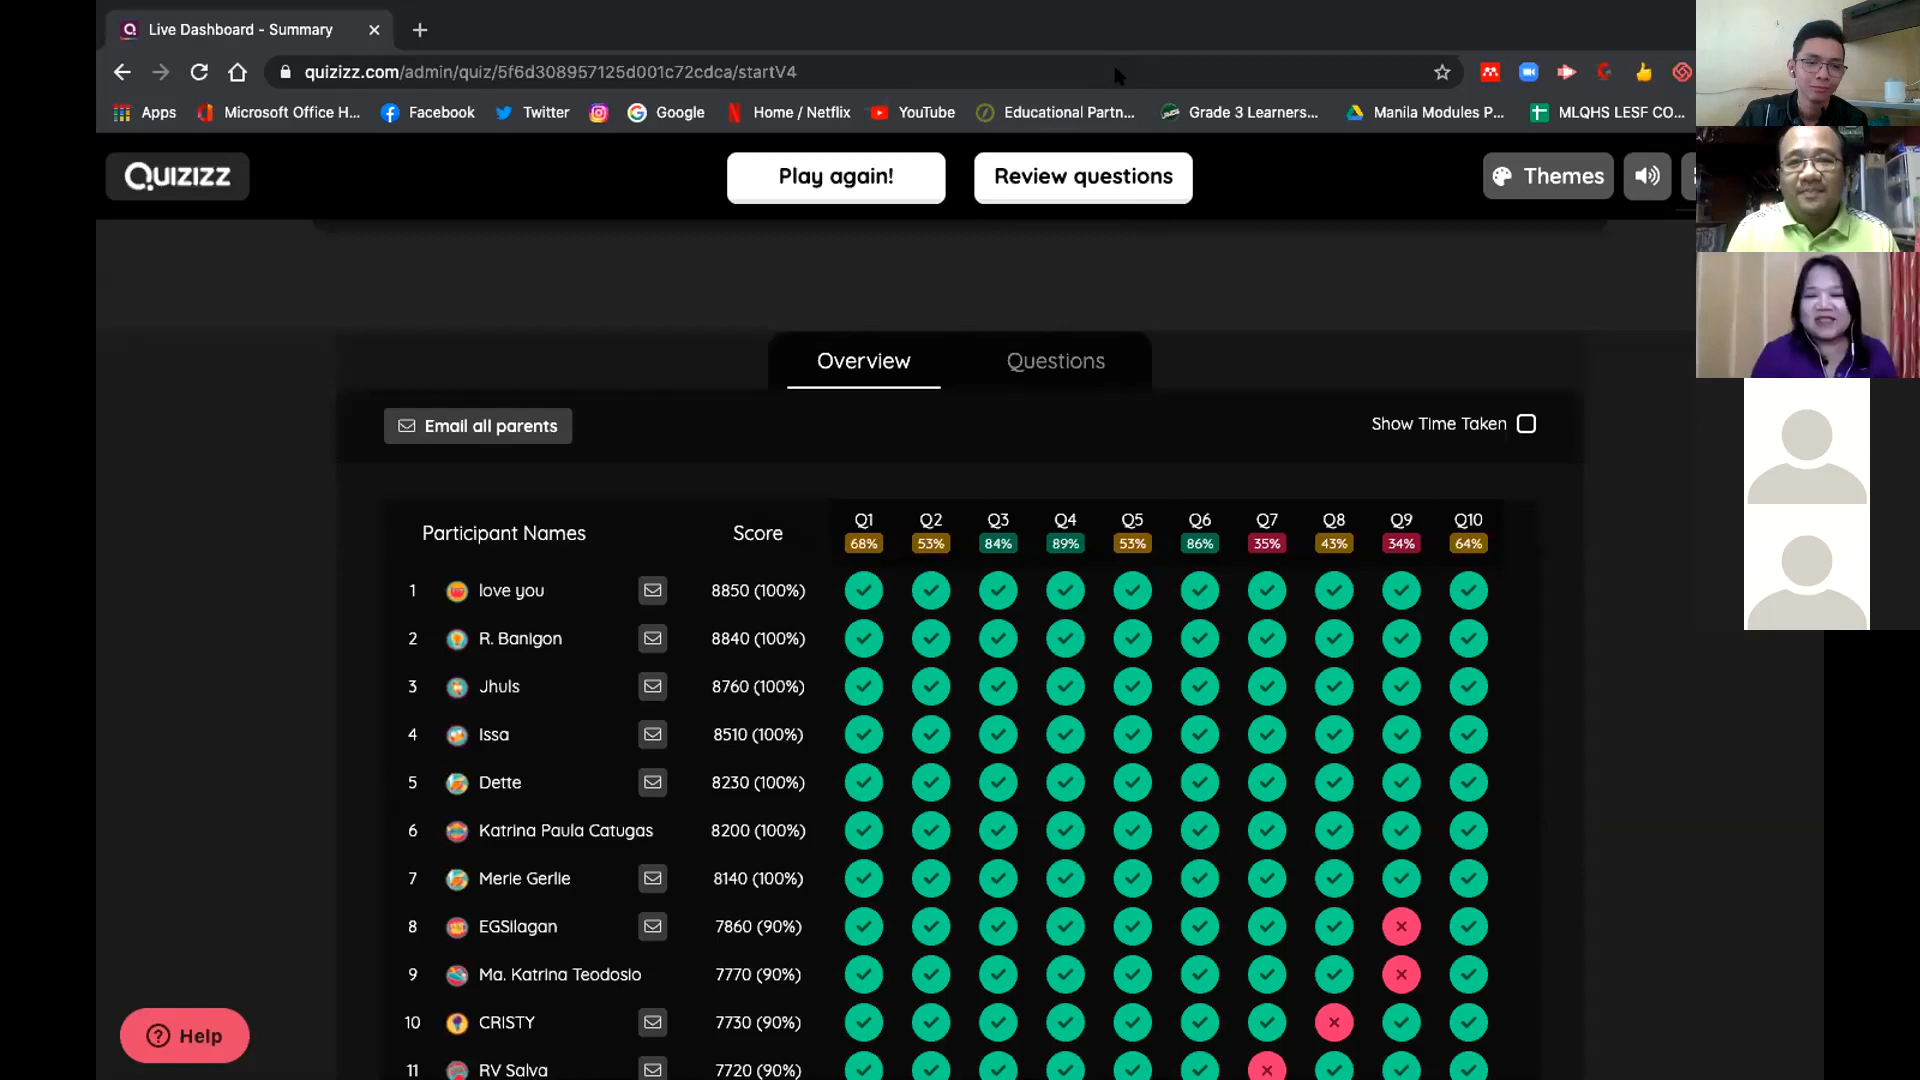 Live Dashboard - Summary
quizizz.com/admin/quiz/5f6d308957125d001c72cdca/startV4
Apps Microsoft Office H... Facebook Twitter Google Home / Netflix YouTube Educational Partn... Grade 3 Learners... Manila Modules P... MLQHS LESF CO...
Quizizz Play again! Review questions Themes
Overview Questions
Email all parents Show Time Taken
Participant Names Score Q1 Q2 Q3 Q4 Q5 Q6 Q7 Q8 Q9 Q10
68% 53% 84% 89% 53% 86% 35% 43% 34% 64%
1 love you 8850 (100%)
2 R. Banigon 8840 (100%)
3 Jhuls 8760 (100%)
4 Issa 8510 (100%)
5 Dette 8230 (100%)
6 Katrina Paula Catugas 8200 (100%)
7 Merie Gerlie 8140 (100%)
8 EGSilagan 7860 (90%)
9 Ma. Katrina Teodosio 7770 (90%)
10 CRISTY 7730 (90%)
11 RV Salva 7720 (90%)
Help